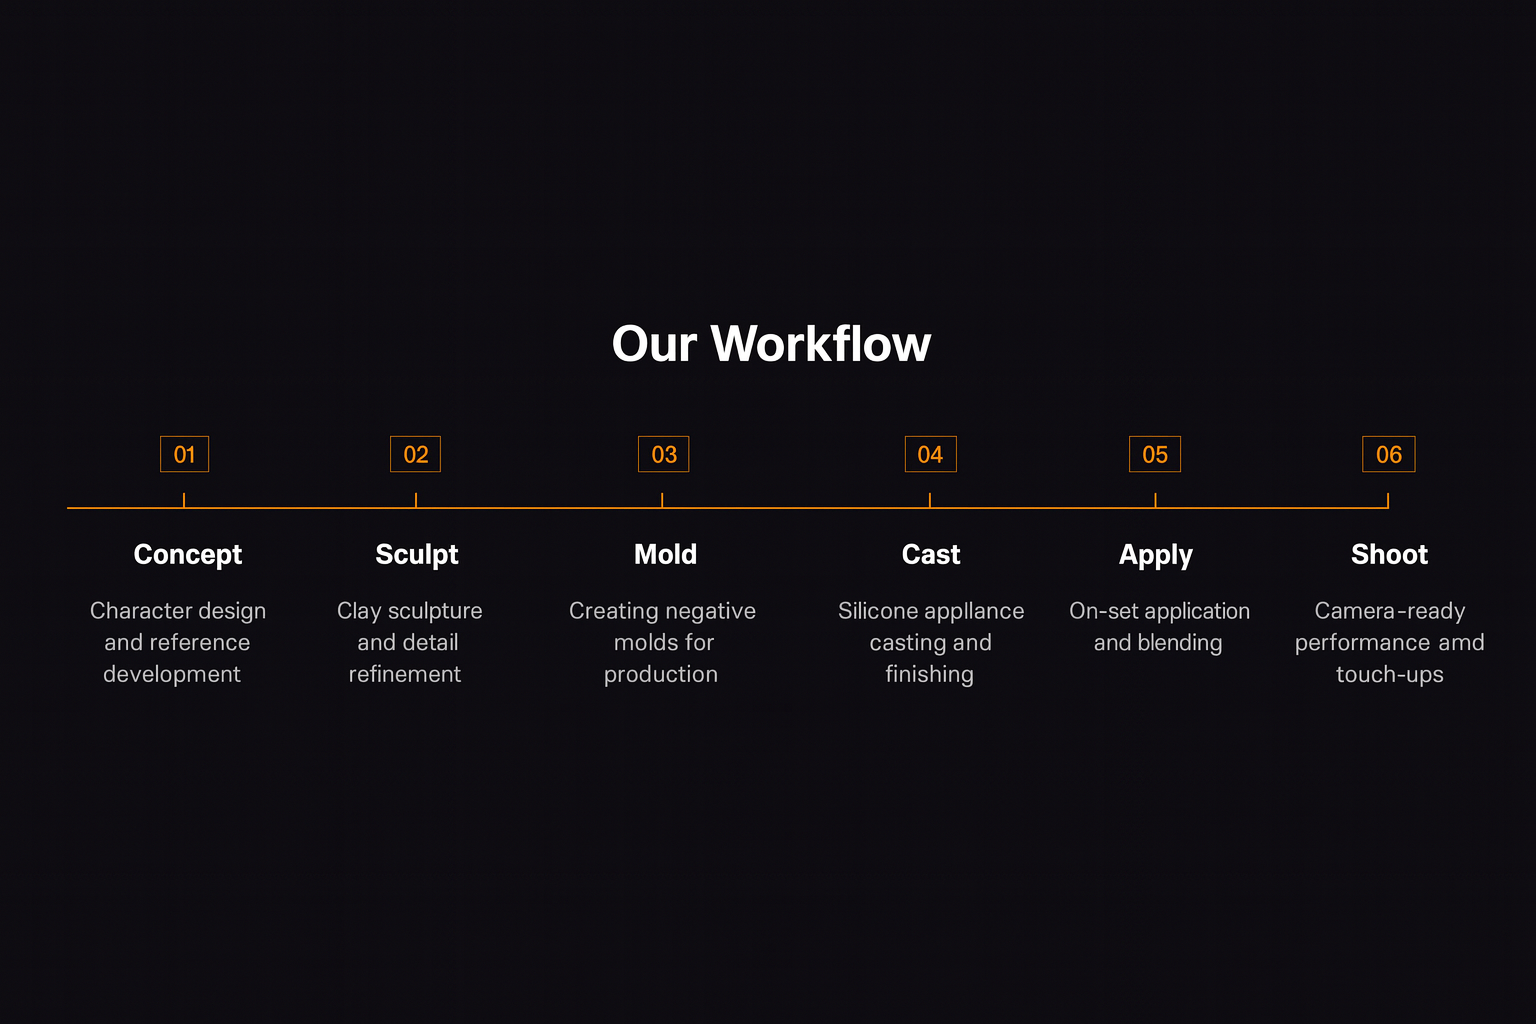 Our Workflow
01
Concept
Character design
and reference
development
02
Sculpt
Clay sculpture
and detail
refinement
03
Mold
Creating negative
molds for
production
04
Cast
Silicone appllance
casting and
finishing
05
Apply
On-set application
and blending
06
Shoot
Camera-ready
performance amd
touch-ups